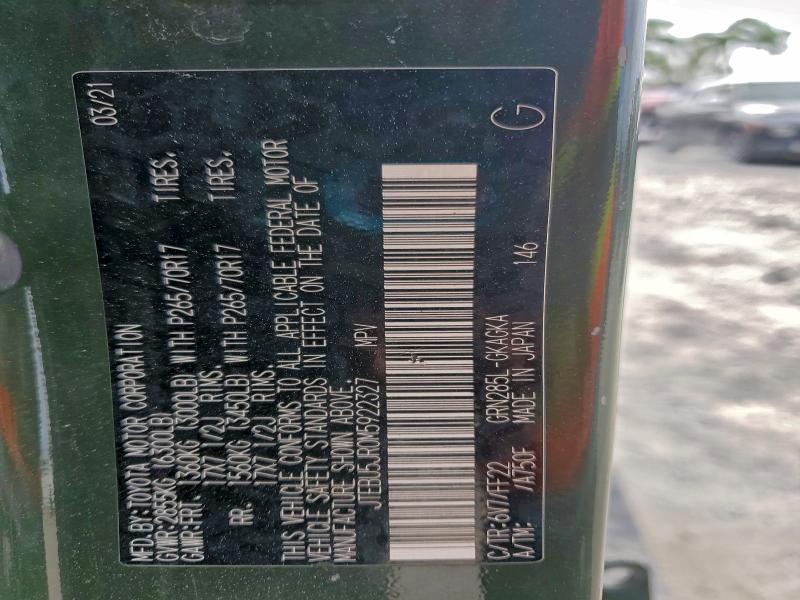 MFD.BY:TOYOTA MOTOR CORPORATION 03/21
GVWR:2855KG (6300LB)
GAWR:FRT. 1360KG (3000LB) WITH P265/70R17 TIRES,
17X7 1/2J RIMS.
RR. 1560KG (3450LB) WITH P265/70R17 TIRES,
17X7 1/2J RIMS.
THIS VEHICLE CONFORMS TO ALL APPLICABLE FEDERAL MOTOR
VEHICLE SAFETY STANDARDS IN EFFECT ON THE DATE OF
MANUFACTURE SHOWN ABOVE.
JTEBU5JR0M5922327 MPV
C/TR:6V7/FF22 GRN285L-GKAGKA
A/TM: /A750F MADE IN JAPAN 146
G